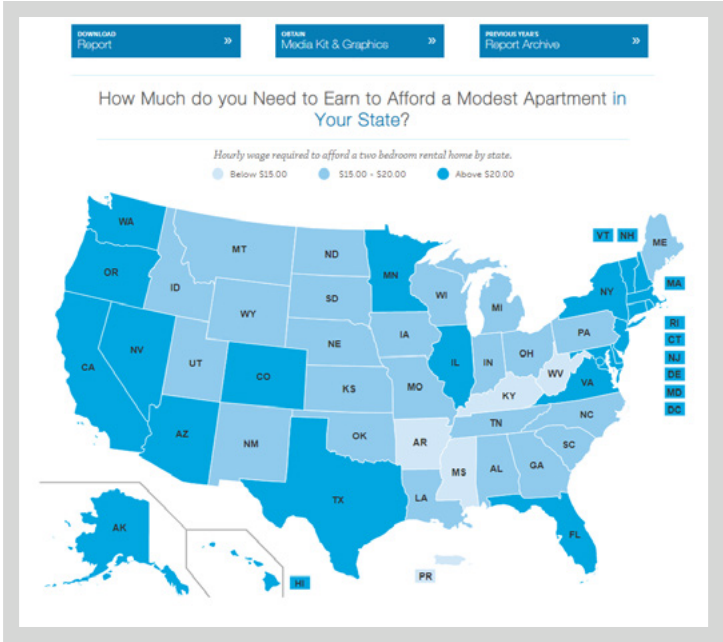 DOWNLOAD
Report »
OBTAIN
Media Kit & Graphics »
PREVIOUS YEAR'S
Report Archive »
How Much do you Need to Earn to Afford a Modest Apartment in
Your State?
Hourly wage required to afford a two bedroom rental home by state.
Below $15.00
$15.00 - $20.00
Above $20.00
WA
MT
ND
MN
VT
NH
ME
OR
ID
SD
WI
MI
NY
MA
WY
RI
CT
NJ
DE
MD
DC
NV
UT
CA
CO
NE
IA
IL
IN
OH
PA
KS
MO
KY
WV
VA
AZ
NM
OK
AR
TN
NC
SC
TX
LA
MS
AL
GA
FL
AK
HI
PR